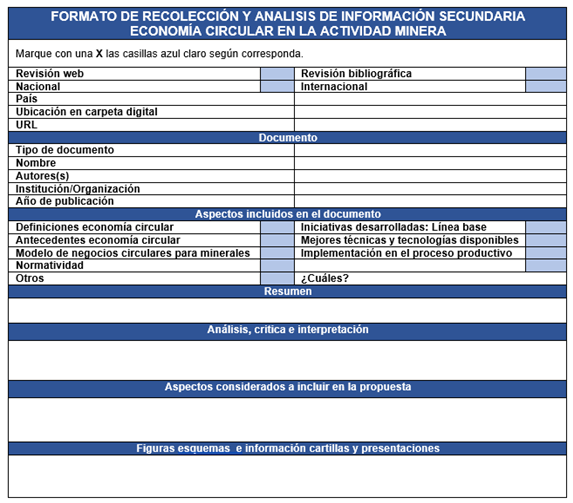 FORMATO DE RECOLECCIÓN Y ANALISIS DE INFORMACIÓN SECUNDARIA
ECONOMÍA CIRCULAR EN LA ACTIVIDAD MINERA
Marque con una X las casillas azul claro según corresponda.
Revisión web Revisión bibliográfica
Nacional Internacional
País
Ubicación en carpeta digital
URL
Documento
Tipo de documento
Nombre
Autores(s)
Institución/Organización
Año de publicación
Aspectos incluidos en el documento
Definiciones economía circular Iniciativas desarrolladas: Línea base
Antecedentes economía circular Mejores técnicas y tecnologías disponibles
Modelo de negocios circulares para minerales Implementación en el proceso productivo
Normatividad
Otros ¿Cuáles?
Resumen
Análisis, critica e interpretación
Aspectos considerados a incluir en la propuesta
Figuras esquemas e información cartillas y presentaciones